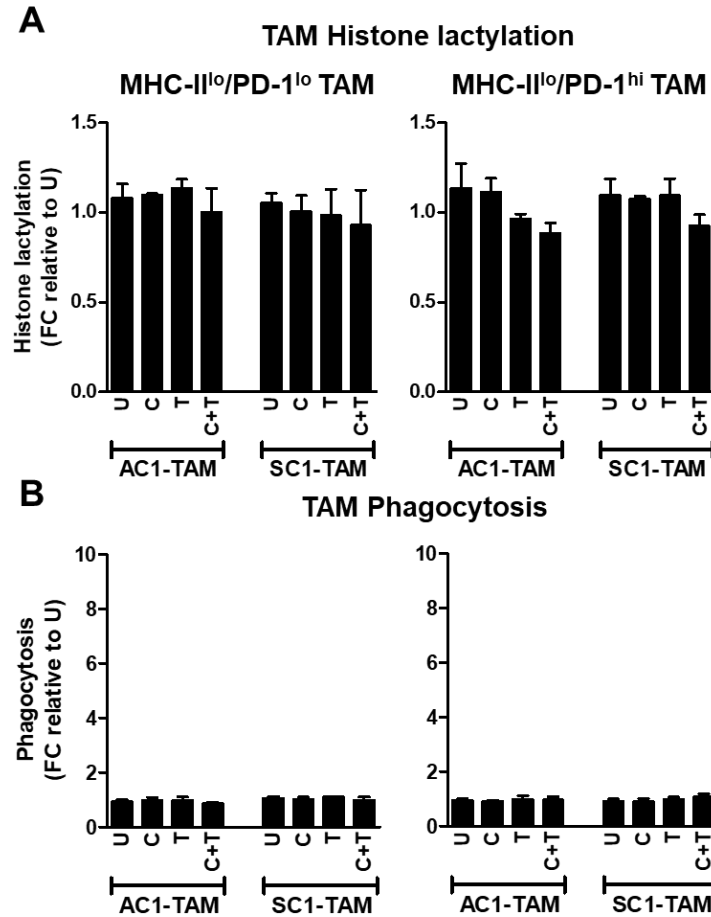 A
TAM Histone lactylation
MHC-IIˡᵒ/PD-1ˡᵒ TAM
MHC-IIˡᵒ/PD-1ʰⁱ TAM
Histone lactylation
(FC relative to U)
1.5
1.0
0.5
0.0
U C T C+T
U C T C+T
AC1-TAM
SC1-TAM
1.5
1.0
0.5
0.0
U C T C+T
U C T C+T
AC1-TAM
SC1-TAM
B
TAM Phagocytosis
Phagocytosis
(FC relative to U)
10
8
6
4
2
0
U C T C+T
U C T C+T
AC1-TAM
SC1-TAM
10
8
6
4
2
0
U C T C+T
U C T C+T
AC1-TAM
SC1-TAM